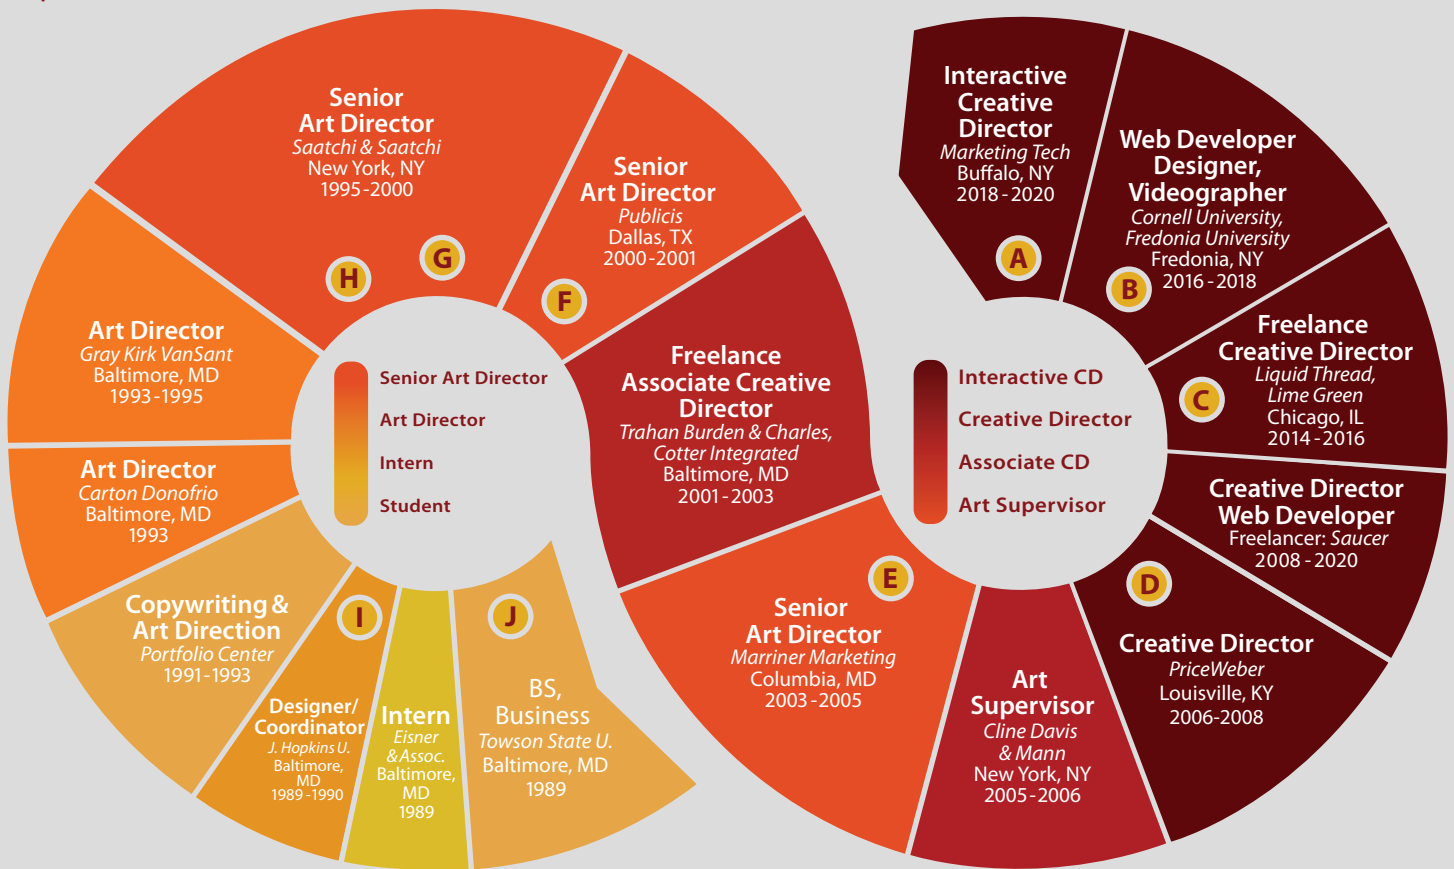 Senior
Art Director
Saatchi & Saatchi
New York, NY
1995-2000
H
G
Senior
Art Director
Publicis
Dallas, TX
2000-2001
F
Art Director
Gray Kirk VanSant
Baltimore, MD
1993-1995
Art Director
Carton Donofrio
Baltimore, MD
1993
Copywriting &
Art Direction
Portfolio Center
1991-1993
I
Designer/
Coordinator
J. Hopkins U.
Baltimore,
MD
1989-1990
Intern
Eisner
& Assoc.
Baltimore,
MD
1989
J
BS,
Business
Towson State U.
Baltimore, MD
1989
Senior Art Director
Art Director
Intern
Student
Freelance
Associate Creative
Director
Trahan Burden & Charles,
Cotter Integrated
Baltimore, MD
2001-2003
E
Senior
Art Director
Marriner Marketing
Columbia, MD
2003-2005
Art
Supervisor
Cline Davis
& Mann
New York, NY
2005-2006
D
Creative Director
PriceWeber
Louisville, KY
2006-2008
Creative Director
Web Developer
Freelancer: Saucer
2008-2020
Freelance
Creative Director
Liquid Thread,
Lime Green
Chicago, IL
2014-2016
C
Web Developer
Designer,
Videographer
Cornell University,
Fredonia University
Fredonia, NY
2016-2018
B
Interactive
Creative
Director
Marketing Tech
Buffalo, NY
2018-2020
A
Interactive CD
Creative Director
Associate CD
Art Supervisor